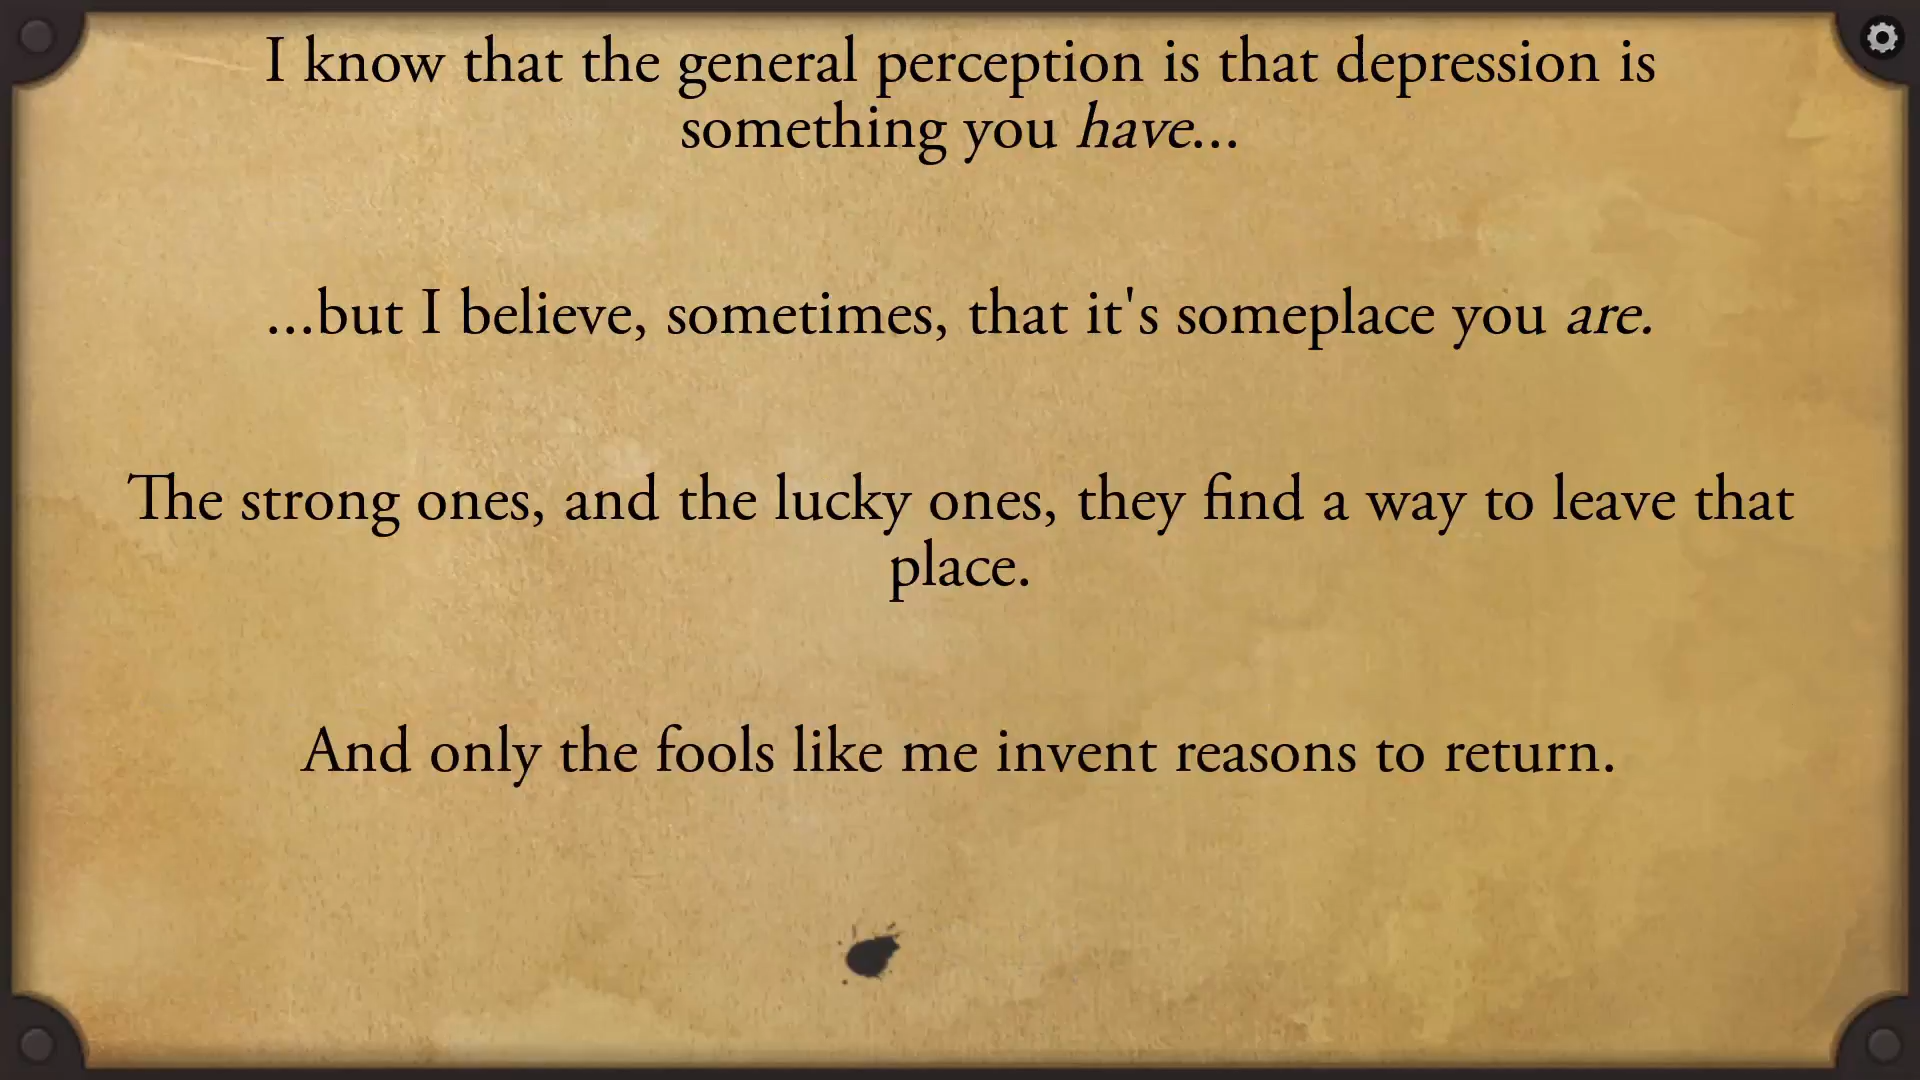 I know that the general perception is that depression is
something you have...
...but I believe, sometimes, that it's someplace you are.
The strong ones, and the lucky ones, they find a way to leave that
place.
And only the fools like me invent reasons to return.